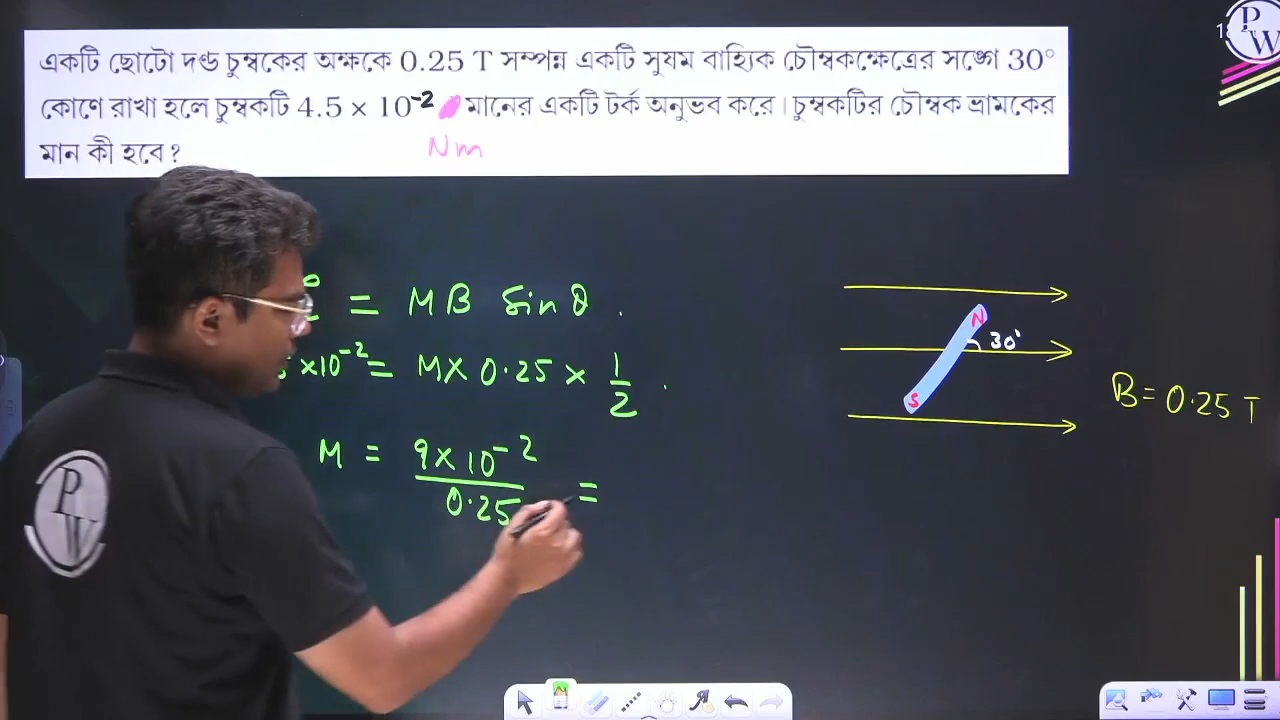 একটি ছোটো দণ্ড চুম্বকের অক্ষকে 0.25 T সম্পন্ন একটি সুষম বাহ্যিক চৌম্বকক্ষেত্রের সঙ্গে 30°
কোণে রাখা হলে চুম্বকটি 4.5 × 10⁻² মানের একটি টর্ক অনুভব করে। চুম্বকটির চৌম্বক ভ্রামকের
Nm
মান কী হবে?
= MB Sin θ.
×10⁻² = M× 0.25 × 1/2 .
M = 9×10⁻²/0.25 =
N
30°
S
B = 0.25 T
PW
PW